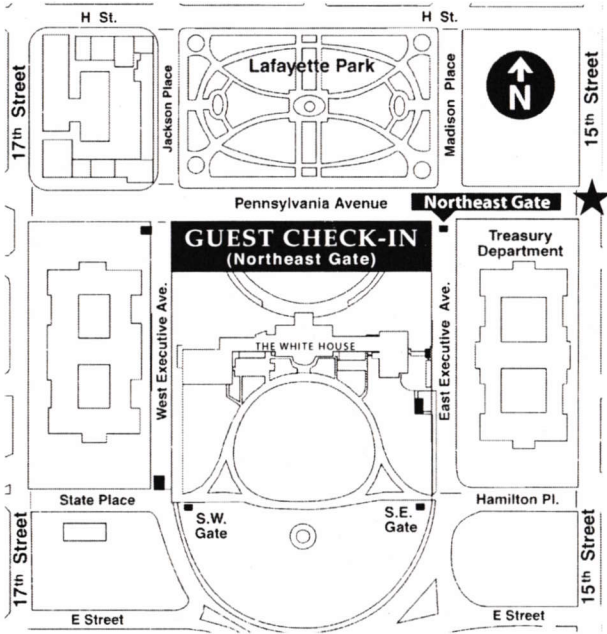 H St.
H St.
Lafayette Park
17th Street
Jackson Place
Madison Place
N
15th Street
Pennsylvania Avenue
Northeast Gate
GUEST CHECK-IN
(Northeast Gate)
Treasury
Department
West Executive Ave.
THE WHITE HOUSE
East Executive Ave.
State Place
Hamilton Pl.
S.W.
Gate
S.E.
Gate
17th Street
15th Street
E Street
E Street